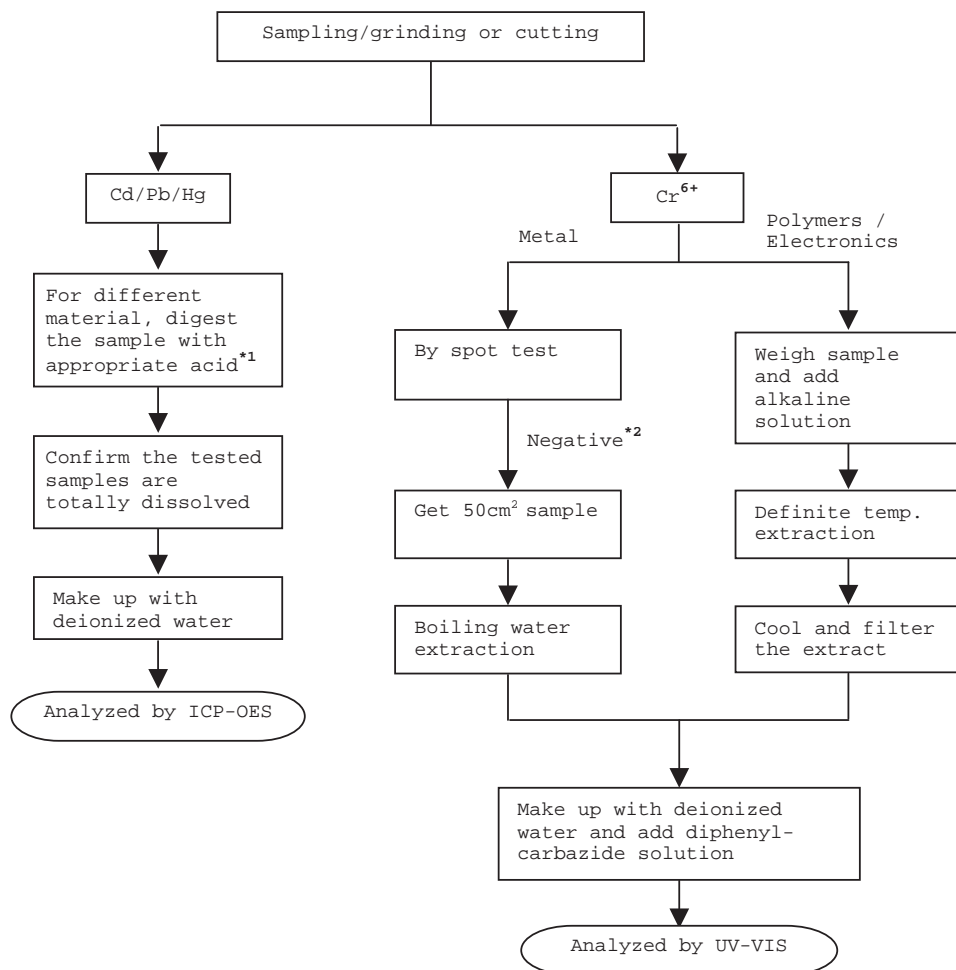 Sampling/grinding or cutting
Cd/Pb/Hg
For different
material, digest
the sample with
appropriate acid*1
Confirm the tested
samples are
totally dissolved
Make up with
deionized water
Analyzed by ICP-OES
Cr6+
Metal
Polymers /
Electronics
By spot test
Negative*2
Get 50cm2 sample
Boiling water
extraction
Weigh sample
and add
alkaline
solution
Definite temp.
extraction
Cool and filter
the extract
Make up with deionized
water and add diphenyl-
carbazide solution
Analyzed by UV-VIS